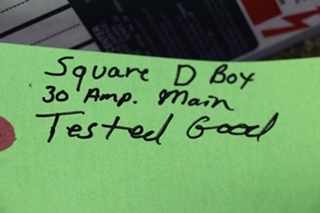 Square D Box
30 Amp. Main
Tested Good